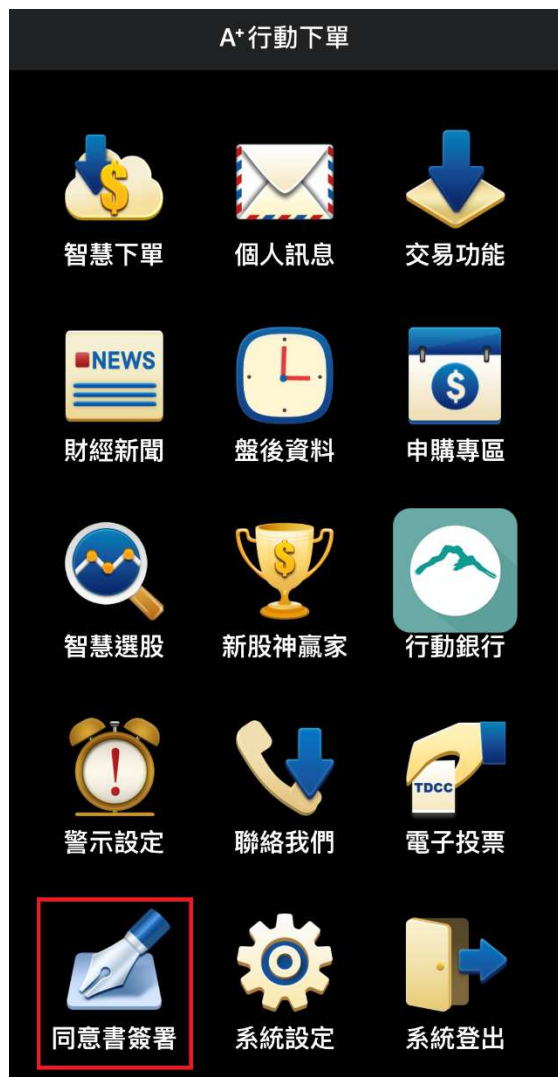 A+行動下單
智慧下單
個人訊息
交易功能
NEWS
財經新聞
盤後資料
$
申購專區
智慧選股
新股神贏家
行動銀行
警示設定
聯絡我們
TDCC
電子投票
同意書簽署
系統設定
系統登出